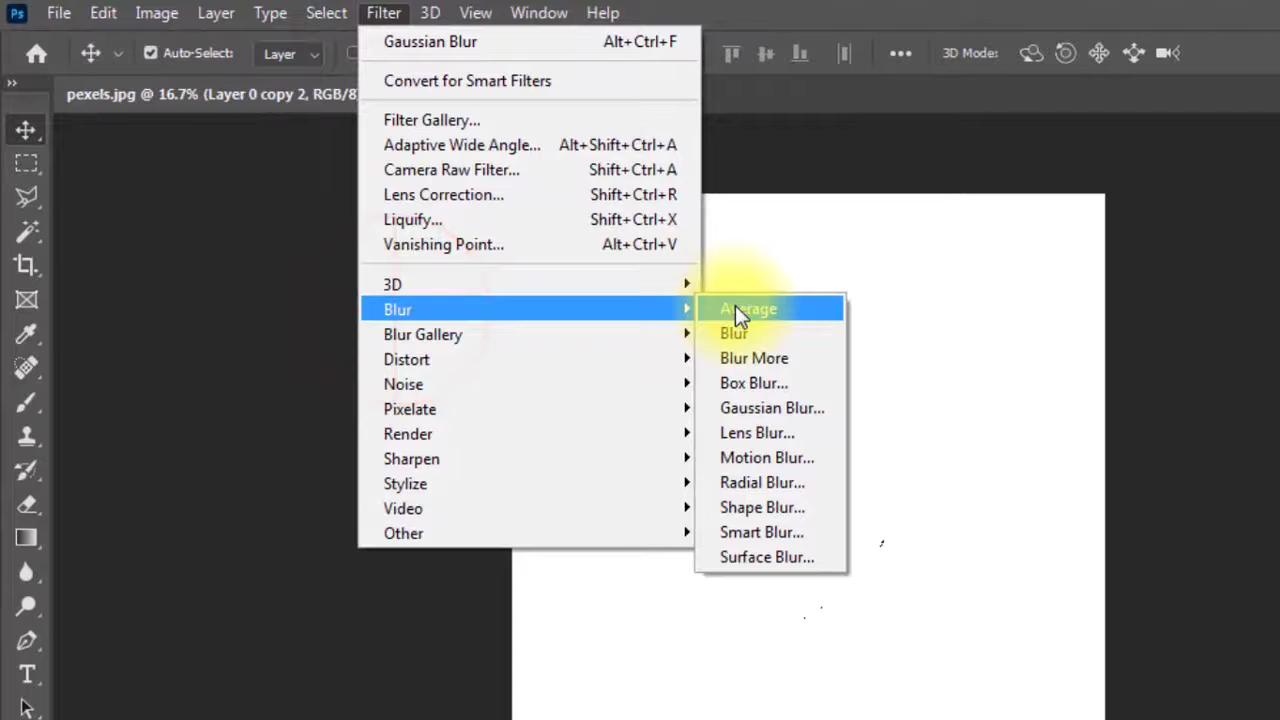 Ps File Edit Image Layer Type Select Filter 3D View Window Help
Auto-Select: Layer 3D Mode:
pexels.jpg @ 16.7% (Layer 0 copy 2, RGB/8
Gaussian Blur Alt+Ctrl+F
Convert for Smart Filters
Filter Gallery...
Adaptive Wide Angle... Alt+Shift+Ctrl+A
Camera Raw Filter... Shift+Ctrl+A
Lens Correction... Shift+Ctrl+R
Liquify... Shift+Ctrl+X
Vanishing Point... Alt+Ctrl+V
3D
Blur
Blur Gallery
Distort
Noise
Pixelate
Render
Sharpen
Stylize
Video
Other
Average
Blur
Blur More
Box Blur...
Gaussian Blur...
Lens Blur...
Motion Blur...
Radial Blur...
Shape Blur...
Smart Blur...
Surface Blur...